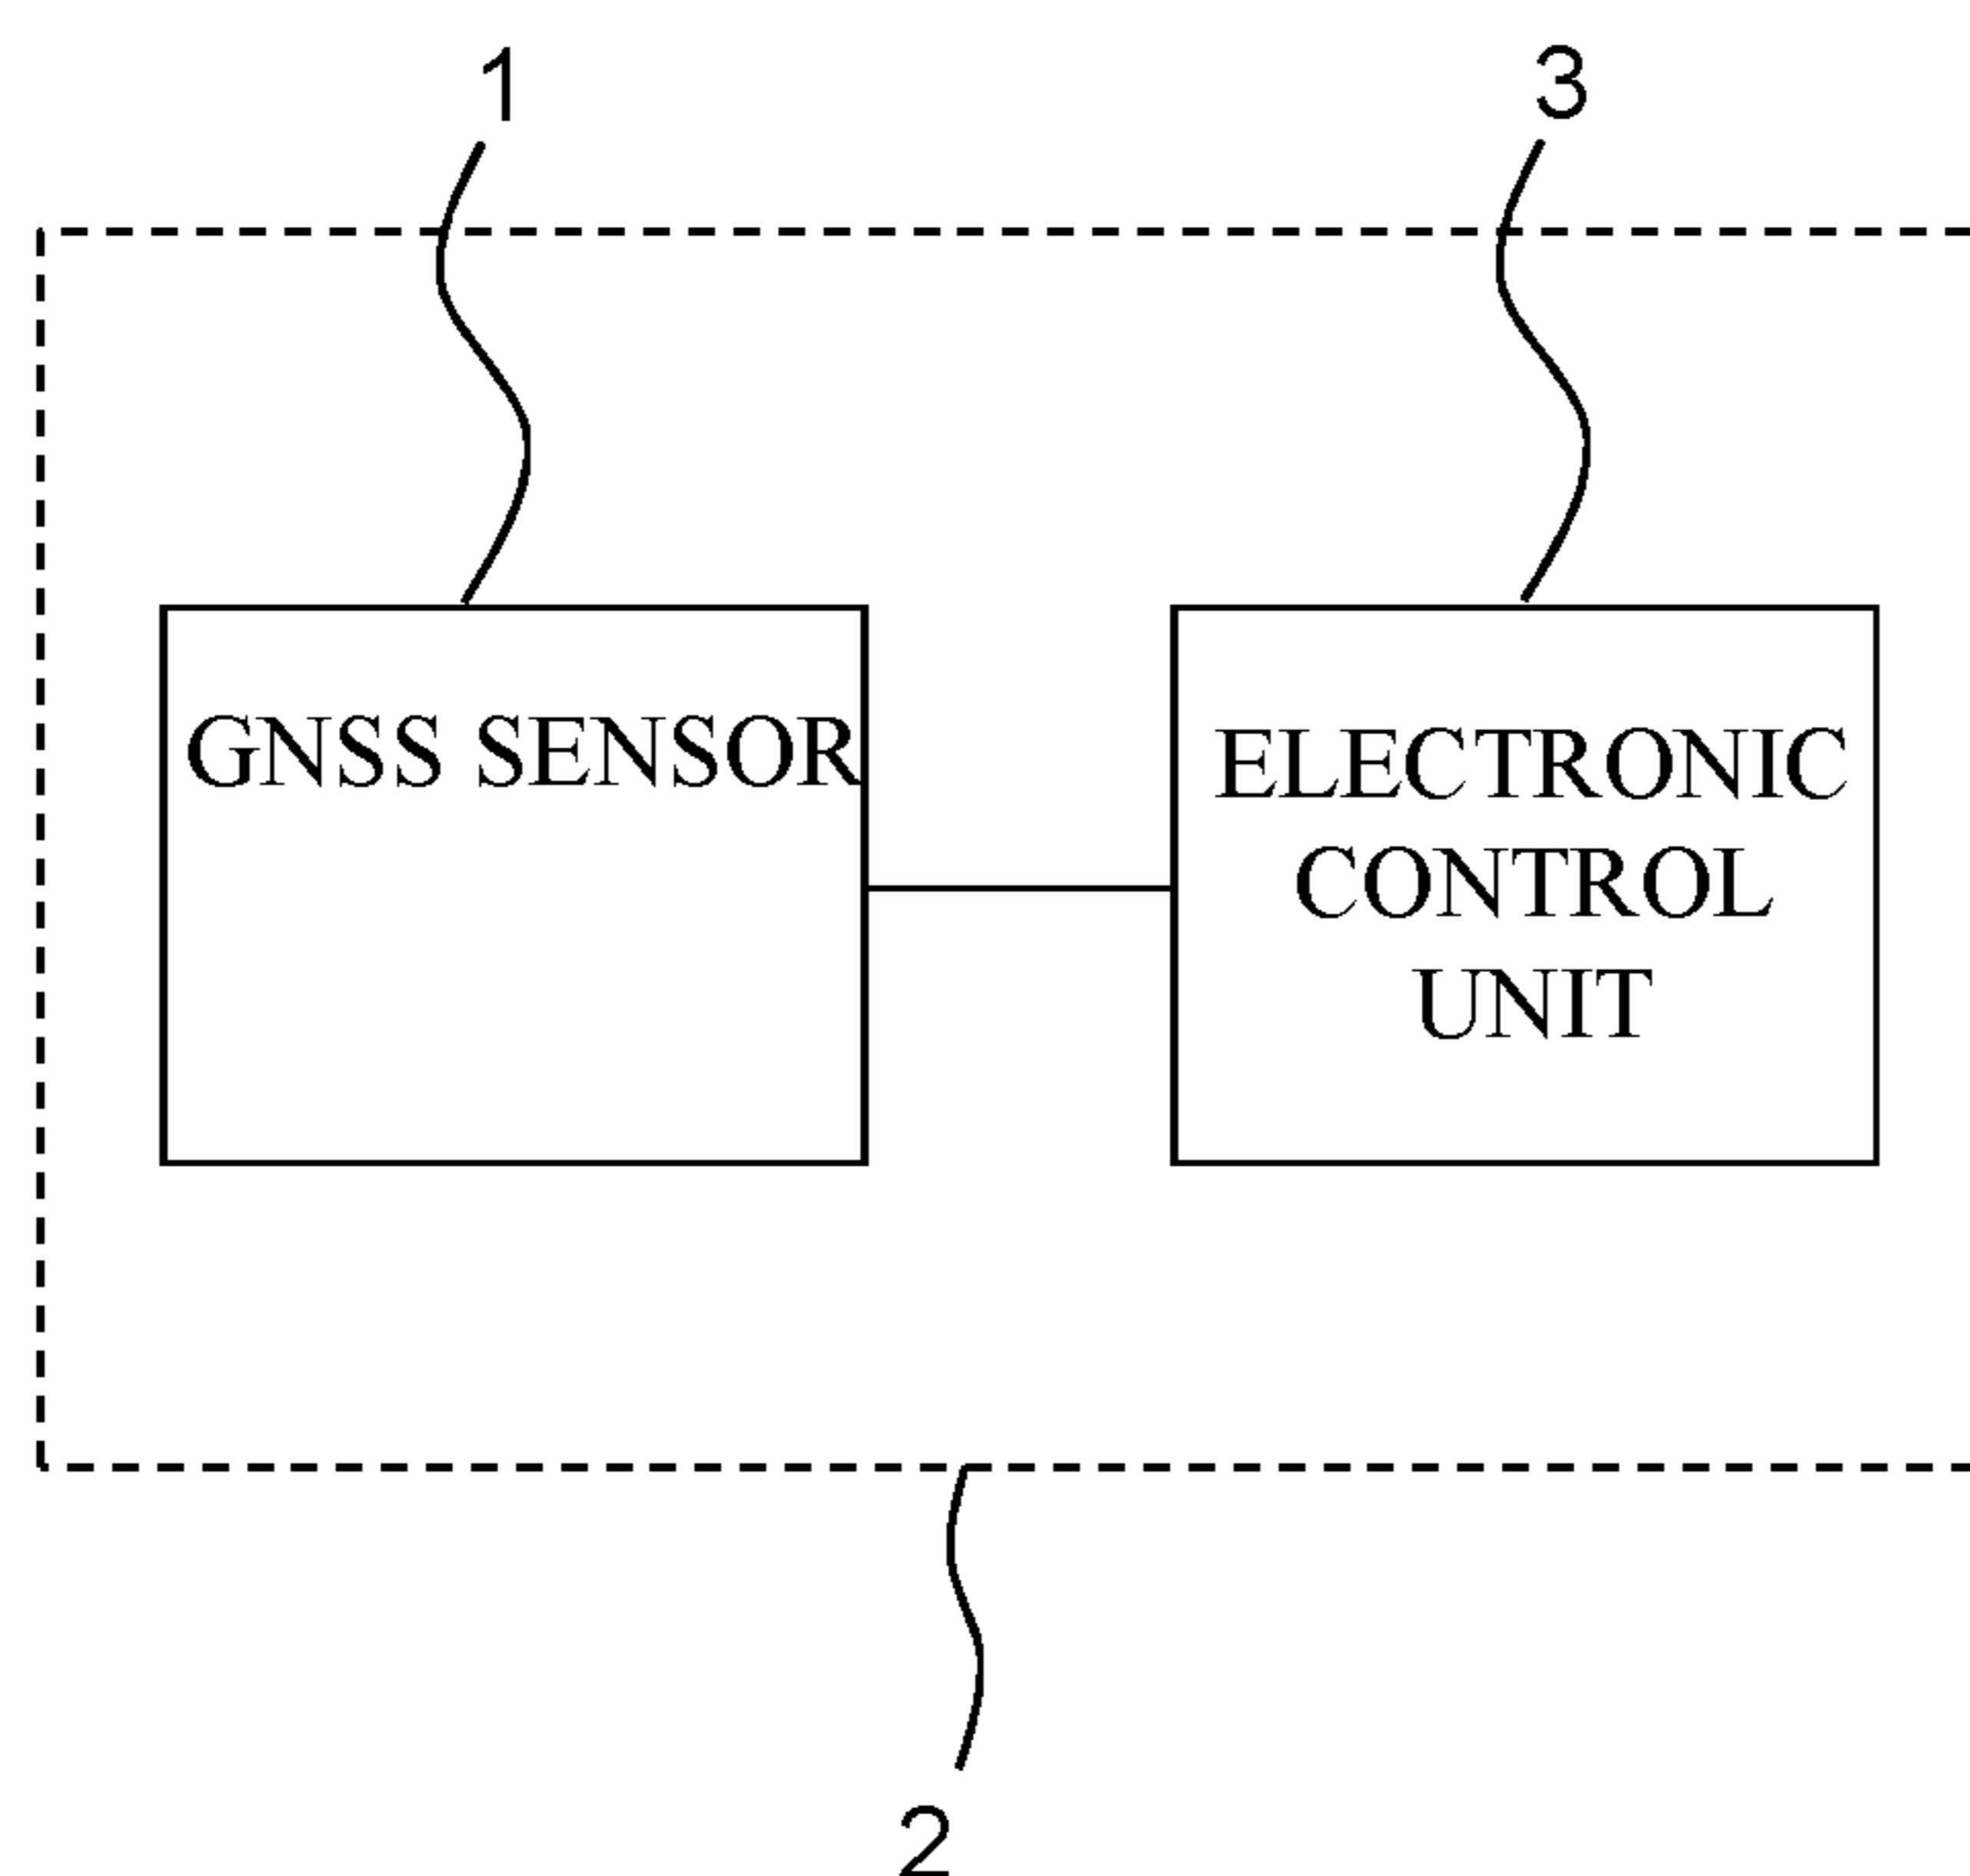 1
3
GNSS SENSOR
ELECTRONIC
CONTROL
UNIT
2